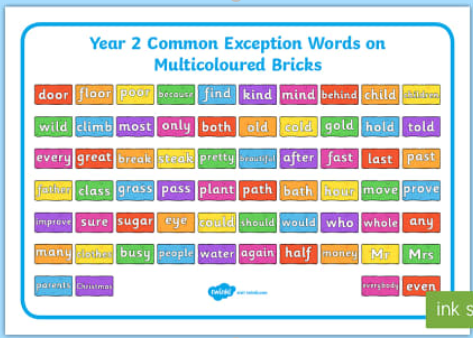 Year 2 Common Exception Words on
Multicoloured Bricks
door floor poor because find kind mind behind child children
wild climb most only both old cold gold hold told
every great break steak pretty beautiful after fast last past
father class grass pass plant path bath hour move prove
improve sure sugar eye could should would who whole any
many clothes busy people water again half money Mr Mrs
parents Christmas twinkl everybody even
ink s